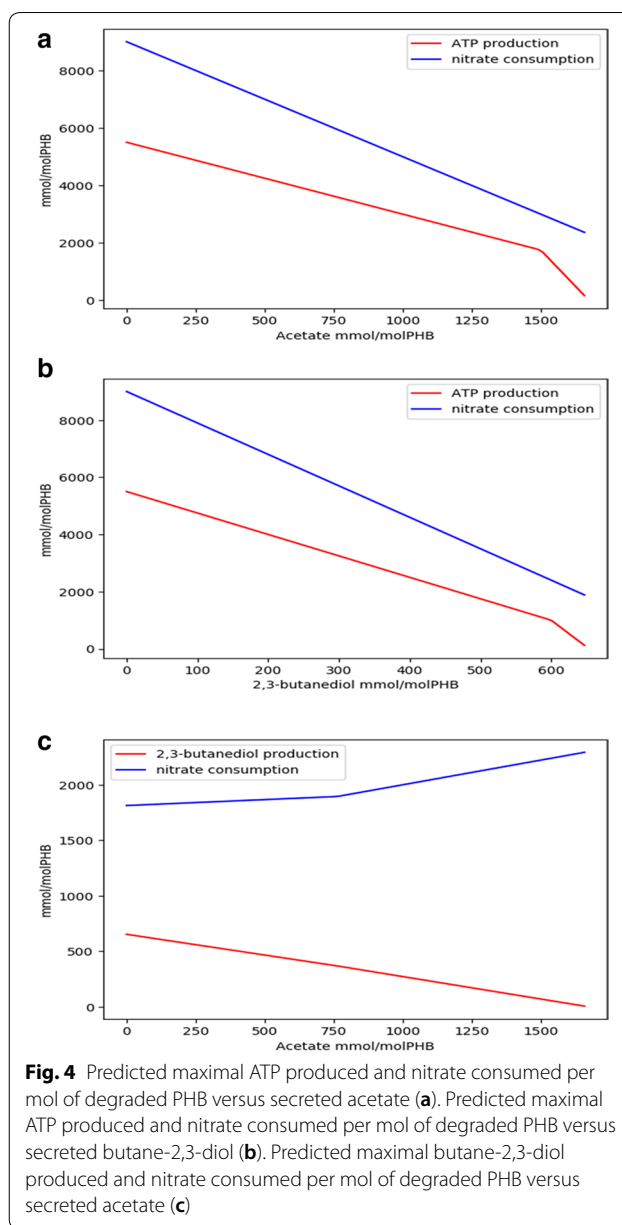 a
ATP production
nitrate consumption
8000
6000
4000
2000
0
mmol/molPHB
0 250 500 750 1000 1250 1500
Acetate mmol/molPHB
b
ATP production
nitrate consumption
8000
6000
4000
2000
0
mmol/molPHB
0 100 200 300 400 500 600
2,3-butanediol mmol/molPHB
c
2,3-butanediol production
nitrate consumption
2000
1500
1000
500
0
mmol/molPHB
0 250 500 750 1000 1250 1500
Acetate mmol/molPHB
Fig. 4 Predicted maximal ATP produced and nitrate consumed per
mol of degraded PHB versus secreted acetate (a). Predicted maximal
ATP produced and nitrate consumed per mol of degraded PHB versus
secreted butane-2,3-diol (b). Predicted maximal butane-2,3-diol
produced and nitrate consumed per mol of degraded PHB versus
secreted acetate (c)